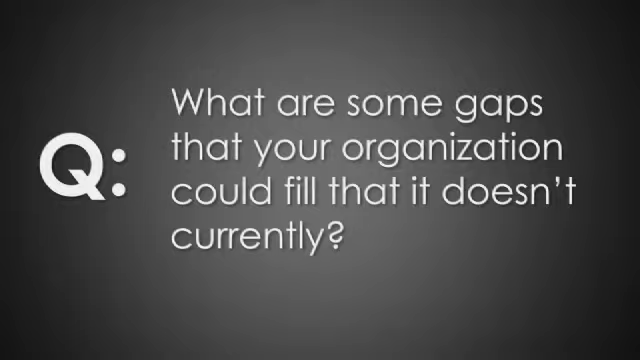 Q:
What are some gaps
that your organization
could fill that it doesn't
currently?